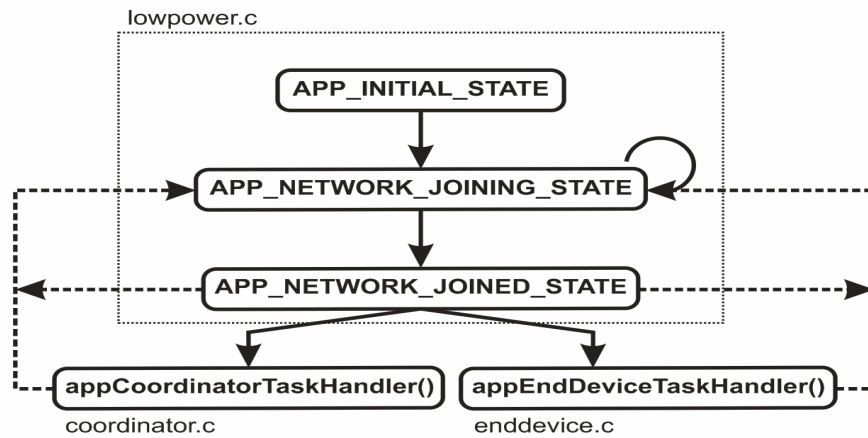 lowpower.c
APP_INITIAL_STATE
APP_NETWORK_JOINING_STATE
APP_NETWORK_JOINED_STATE
appCoordinatorTaskHandler()
appEndDeviceTaskHandler()
coordinator.c
enddevice.c